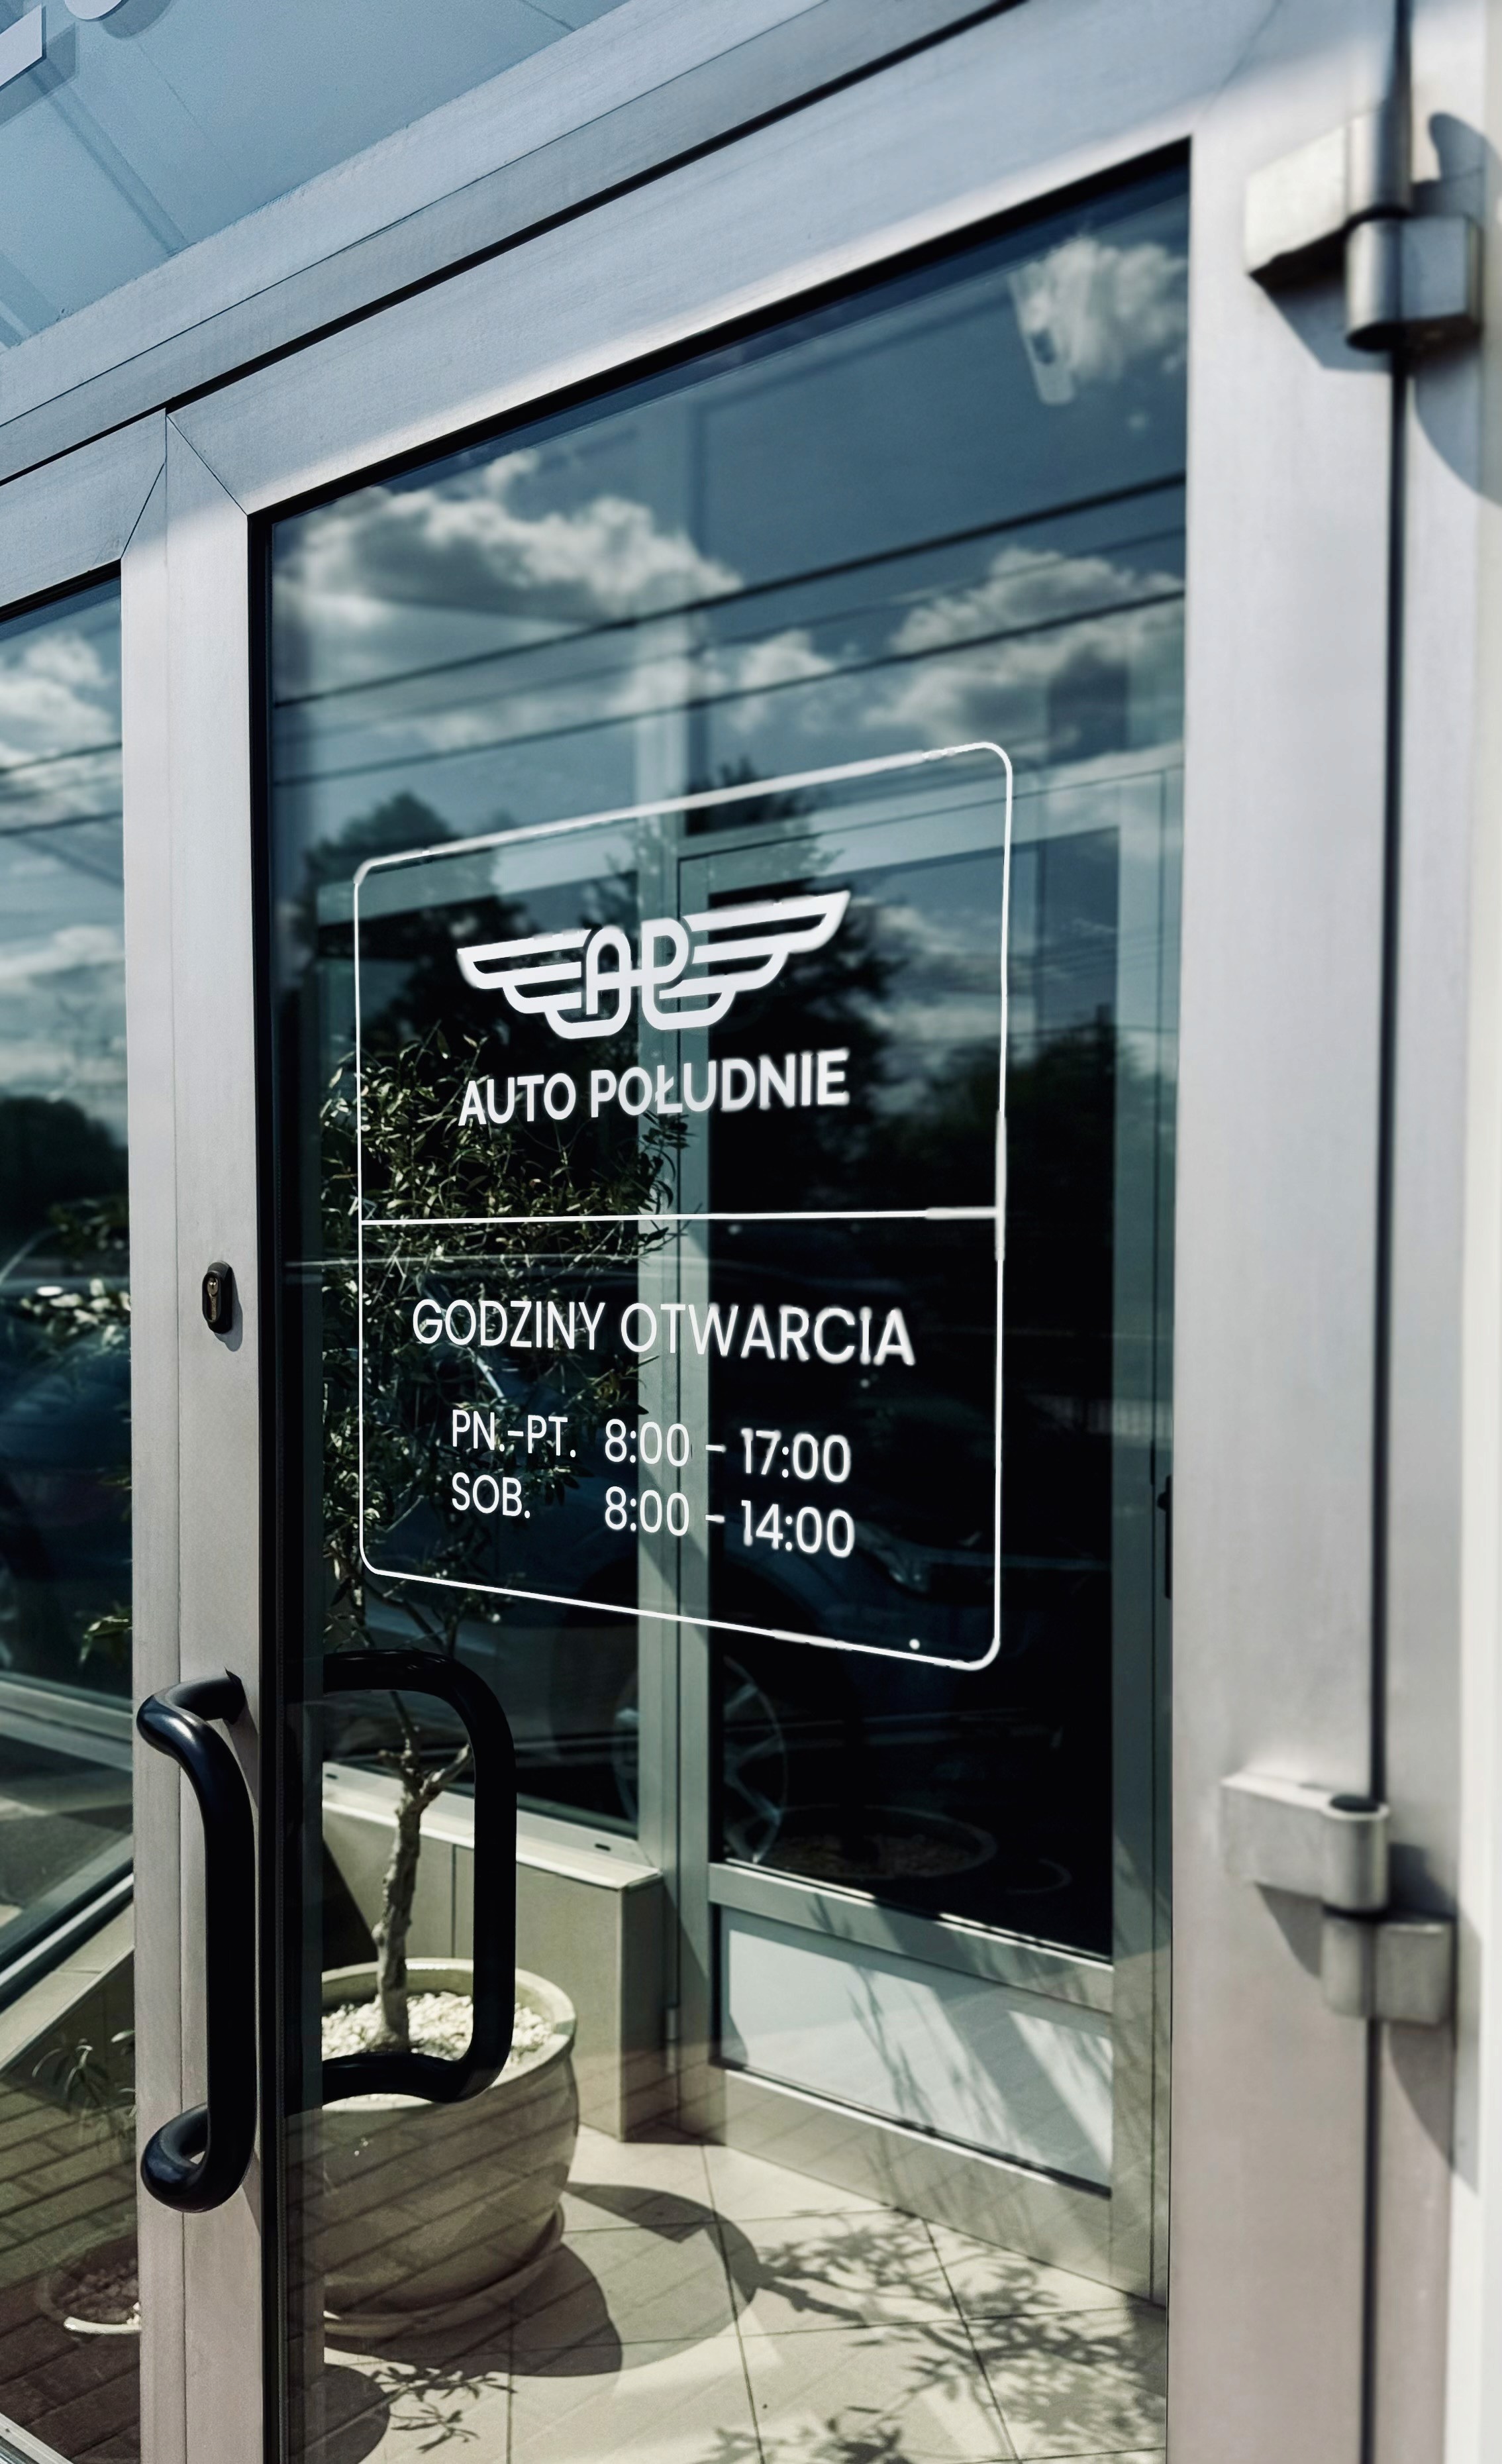 AP
AUTO POŁUDNIE
GODZINY OTWARCIA
PN.-PT. 8:00 - 17:00
SOB. 8:00 - 14:00